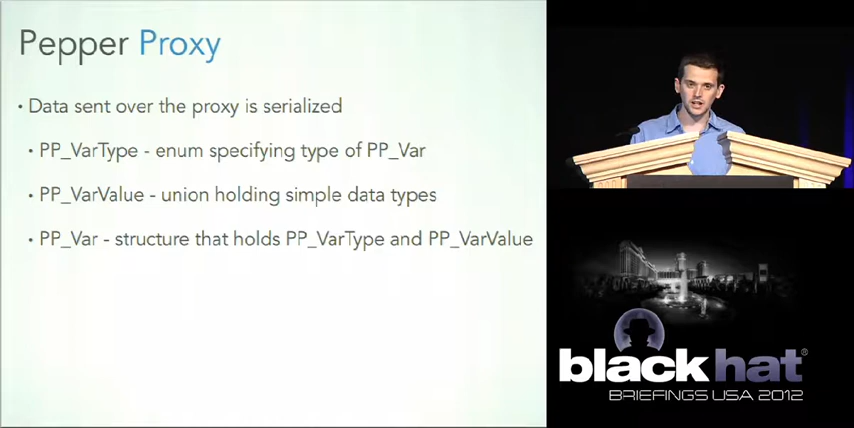 Pepper Proxy
• Data sent over the proxy is serialized
• PP_VarType - enum specifying type of PP_Var
• PP_VarValue - union holding simple data types
• PP_Var - structure that holds PP_VarType and PP_VarValue
black hat®
BRIEFINGS USA 2012